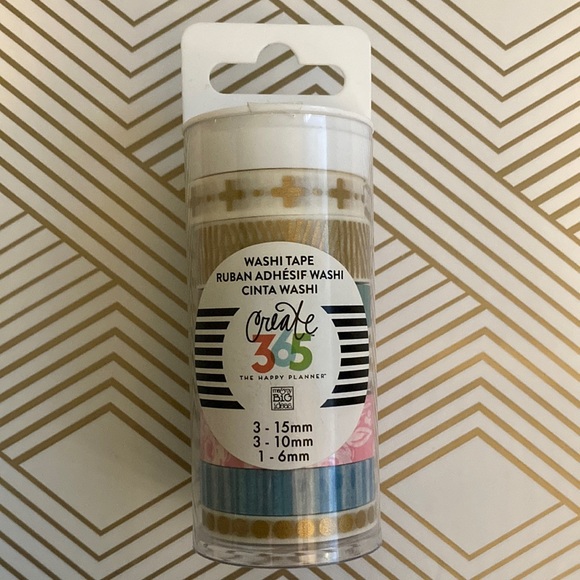 WASHI TAPE
RUBAN ADHÉSIF WASHI
CINTA WASHI
Create
365
THE HAPPY PLANNER™
me & my
BIG
ideas
3 - 15mm
3 - 10mm
1 - 6mm